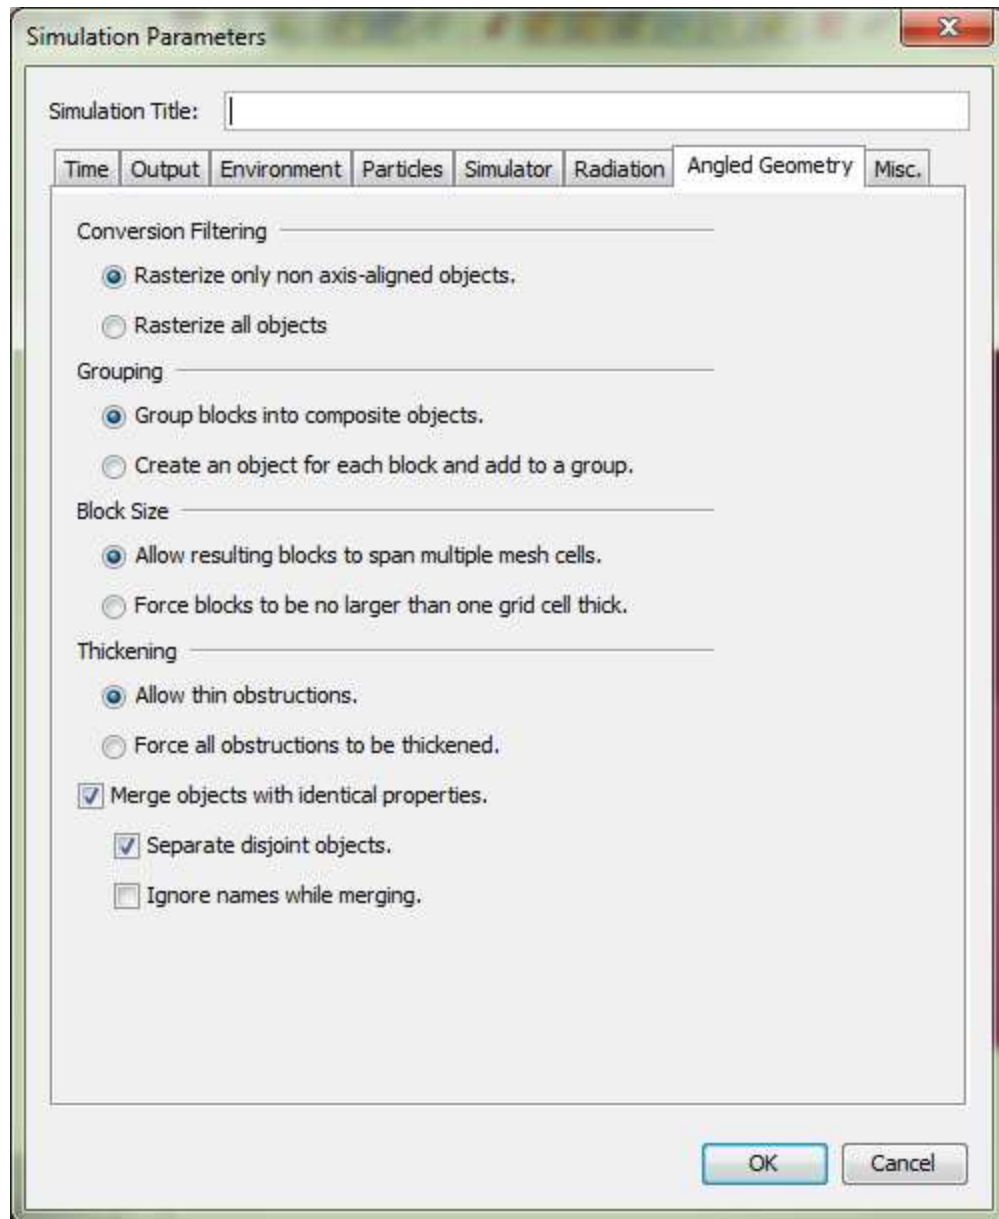 Simulation Parameters
Simulation Title:
Time Output Environment Particles Simulator Radiation Angled Geometry Misc.
Conversion Filtering
Rasterize only non axis-aligned objects.
Rasterize all objects
Grouping
Group blocks into composite objects.
Create an object for each block and add to a group.
Block Size
Allow resulting blocks to span multiple mesh cells.
Force blocks to be no larger than one grid cell thick.
Thickening
Allow thin obstructions.
Force all obstructions to be thickened.
Merge objects with identical properties.
Separate disjoint objects.
Ignore names while merging.
OK Cancel